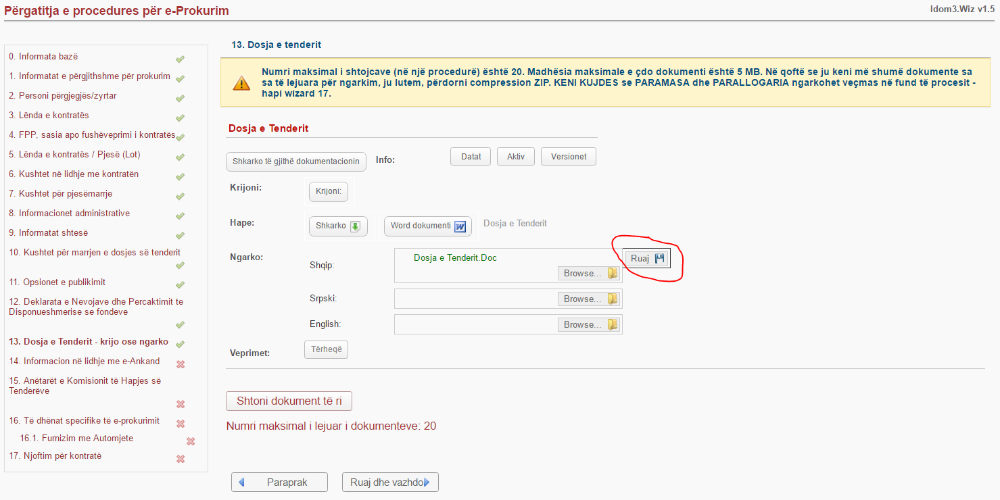 Përgatitja e procedures për e-Prokurim
Idom3.Wiz v1.5
0. Informata bazë
1. Informatat e përgjithshme për prokurim
2. Personi përgjegjës/zyrtar
3. Lënda e kontratës
4. FPP, sasia apo fushëveprimi i kontratës
5. Lënda e kontratës / Pjesë (Lot)
6. Kushtet në lidhje me kontratën
7. Kushtet për pjesëmarrje
8. Informacionet administrative
9. Informatat shtesë
10. Kushtet për marrjen e dosjes së tenderit
11. Opsionet e publikimit
12. Deklarata e Nevojave dhe Percaktimit te
Disponueshmerise se fondeve
13. Dosja e Tenderit - krijo ose ngarko
14. Informacion në lidhje me e-Ankand
15. Anëtarët e Komisionit të Hapjes së
Tenderëve
16. Të dhënat specifike të e-prokurimit
16.1. Furnizim me Automjete
17. Njoftim për kontratë
13. Dosja e tenderit
Numri maksimal i shtojcave (në një procedurë) është 20. Madhësia maksimale e çdo dokumenti është 5 MB. Në qoftë se ju keni më shumë dokumente sa
sa të lejuara për ngarkim, ju lutem, përdorni compression ZIP. KENI KUJDES se PARAMASA dhe PARALLOGARIA ngarkohet veçmas në fund të procesit -
hapi wizard 17.
Dosja e Tenderit
Shkarko të gjithë dokumentacionin
Info:
Datat
Aktiv
Versionet
Krijoni:
Krijoni:
Hape:
Shkarko
Word dokumenti
Dosja e Tenderit
Ngarko:
Shqip:
Dosja e Tenderit.Doc
Browse...
Ruaj
Srpski:
Browse...
English:
Browse...
Veprimet:
Tërheqë
Shtoni dokument të ri
Numri maksimal i lejuar i dokumenteve: 20
Paraprak
Ruaj dhe vazhdo